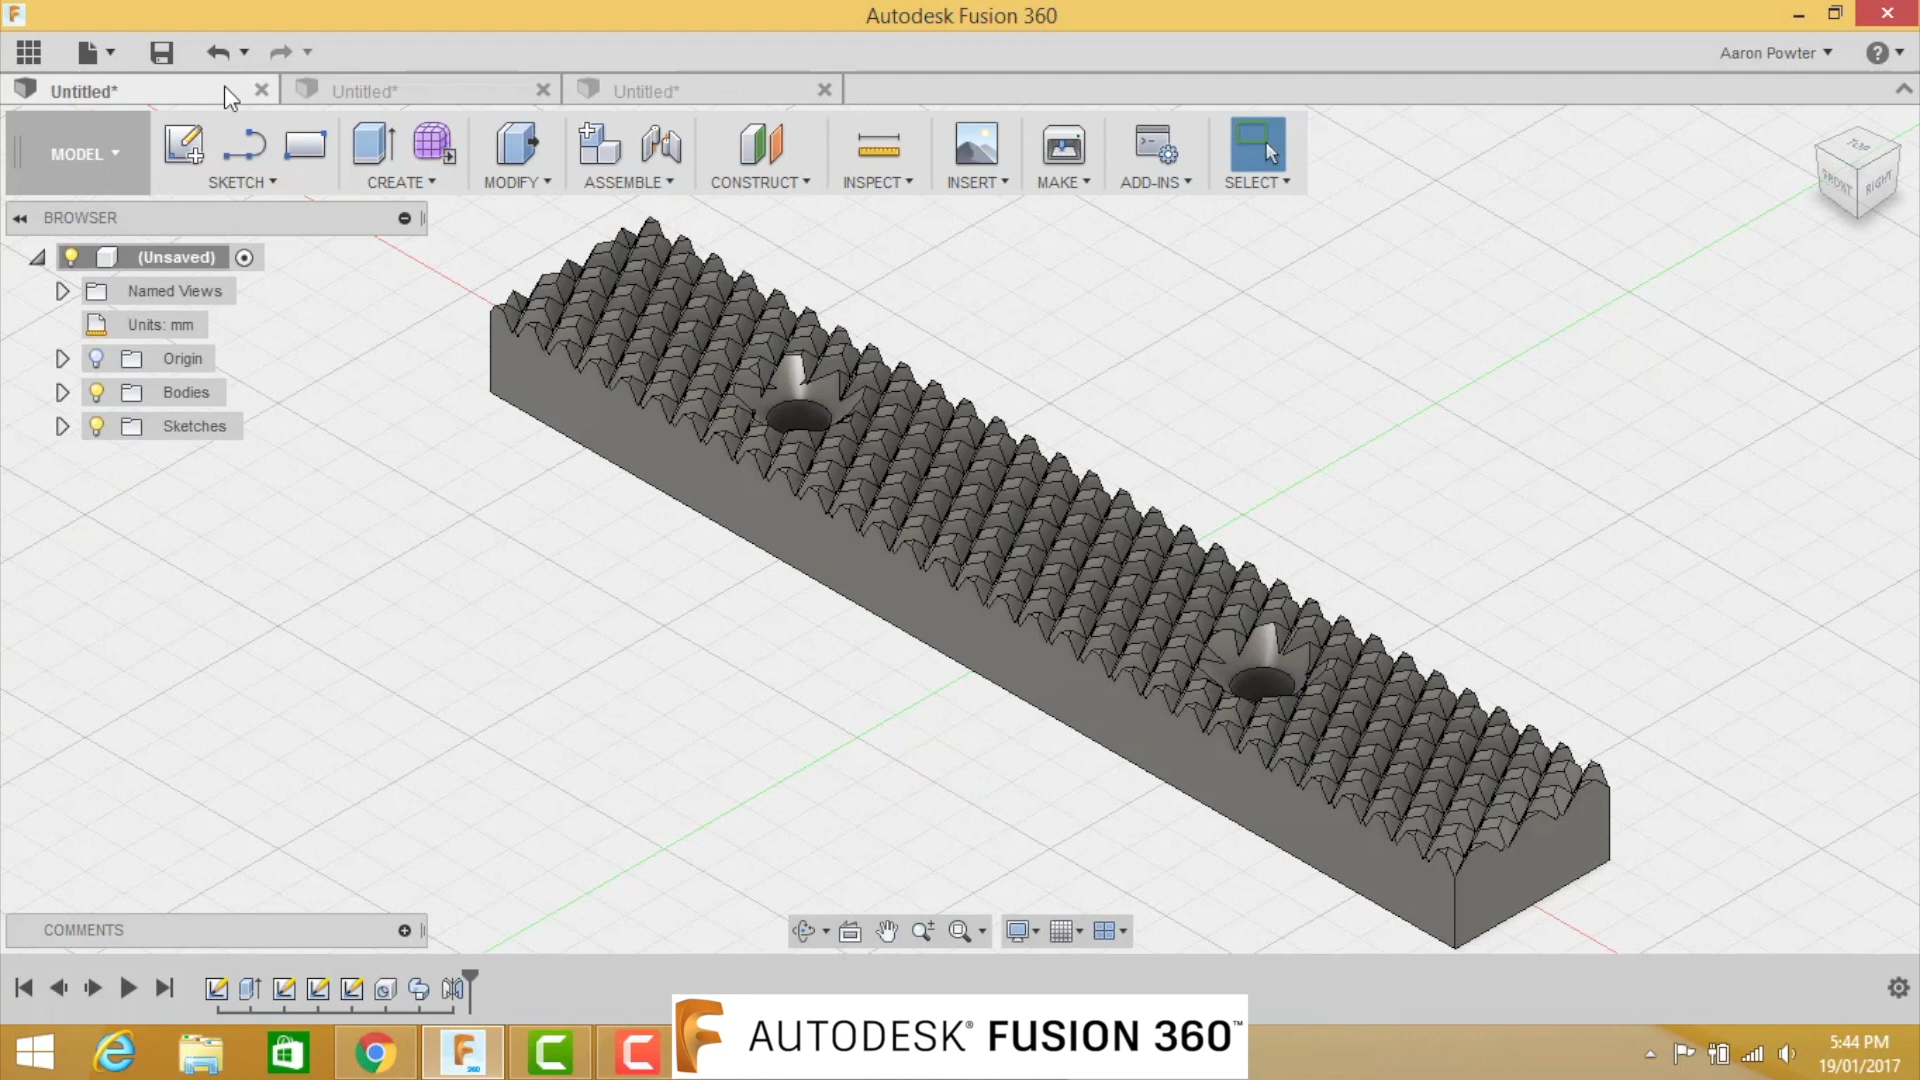 Autodesk Fusion 360
Aaron Powter
Untitled*
Untitled*
Untitled*
MODEL
SKETCH
CREATE
MODIFY
ASSEMBLE
CONSTRUCT
INSPECT
INSERT
MAKE
ADD-INS
SELECT
TOP
FRONT
RIGHT
BROWSER
(Unsaved)
Named Views
Units: mm
Origin
Bodies
Sketches
COMMENTS
360
AUTODESK® FUSION 360™
5:44 PM
19/01/2017